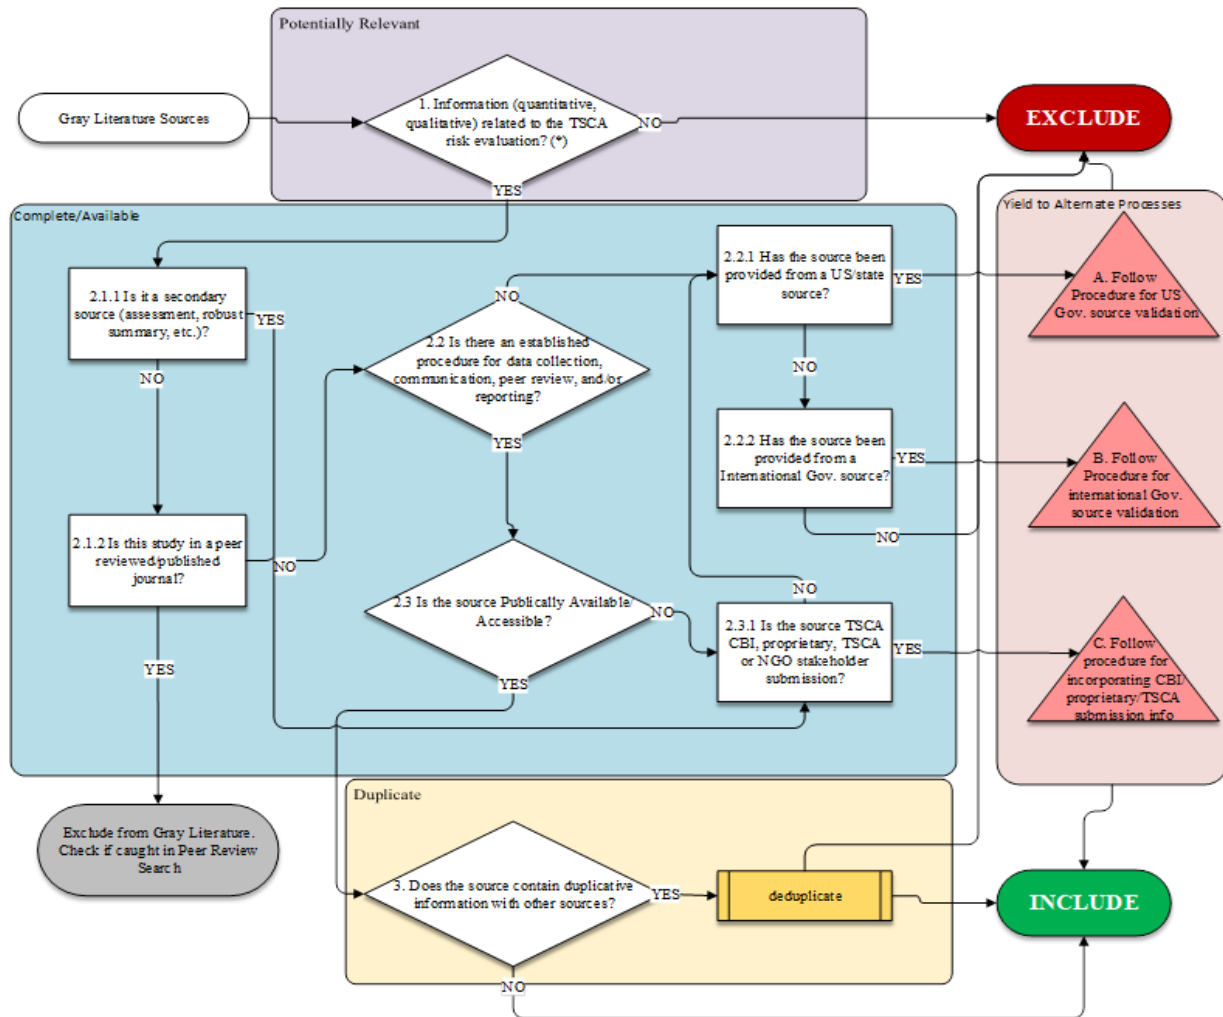 Potentially Relevant
Gray Literature Sources
1. Information (quantitative,
qualitative) related to the TSCA
risk evaluation? (*)
NO
EXCLUDE
YES
Complete/Available
Yield to Alternate Processes
2.1.1 Is it a secondary
source (assessment, robust
summary, etc.)?
YES
NO
2.2 Is there an established
procedure for data collection,
communication, peer review, and/or
reporting?
NO
YES
2.2.1 Has the source been
provided from a US/state
source?
YES
NO
A. Follow
Procedure for US
Gov. source validation
2.2.2 Has the source been
provided from a
International Gov. source?
YES
NO
B. Follow
Procedure for
international Gov.
source validation
2.1.2 Is this study in a peer
reviewed/published
journal?
NO
YES
2.3 Is the source Publically Available/
Accessible?
NO
YES
NO
2.3.1 Is the source TSCA
CBI, proprietary, TSCA
or NGO stakeholder
submission?
YES
C. Follow
procedure for
incorporating CBI/
proprietary/TSCA
submission info
Exclude from Gray Literature.
Check if caught in Peer Review
Search
Duplicate
3. Does the source contain duplicative
information with other sources?
YES
deduplicate
INCLUDE
NO